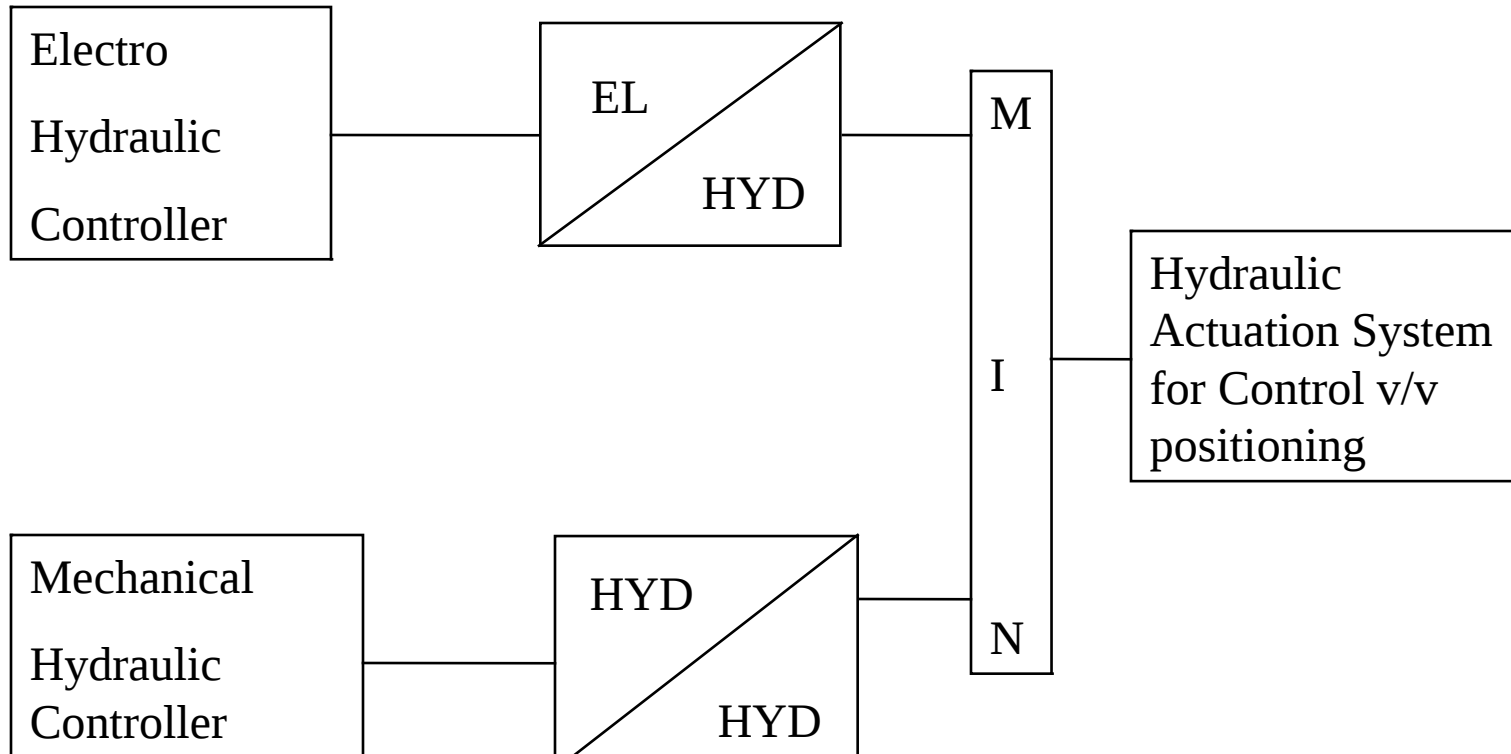 Electro
Hydraulic
Controller
EL
HYD
M
I
N
Hydraulic
Actuation System
for Control v/v
positioning
Mechanical
Hydraulic
Controller
HYD
HYD